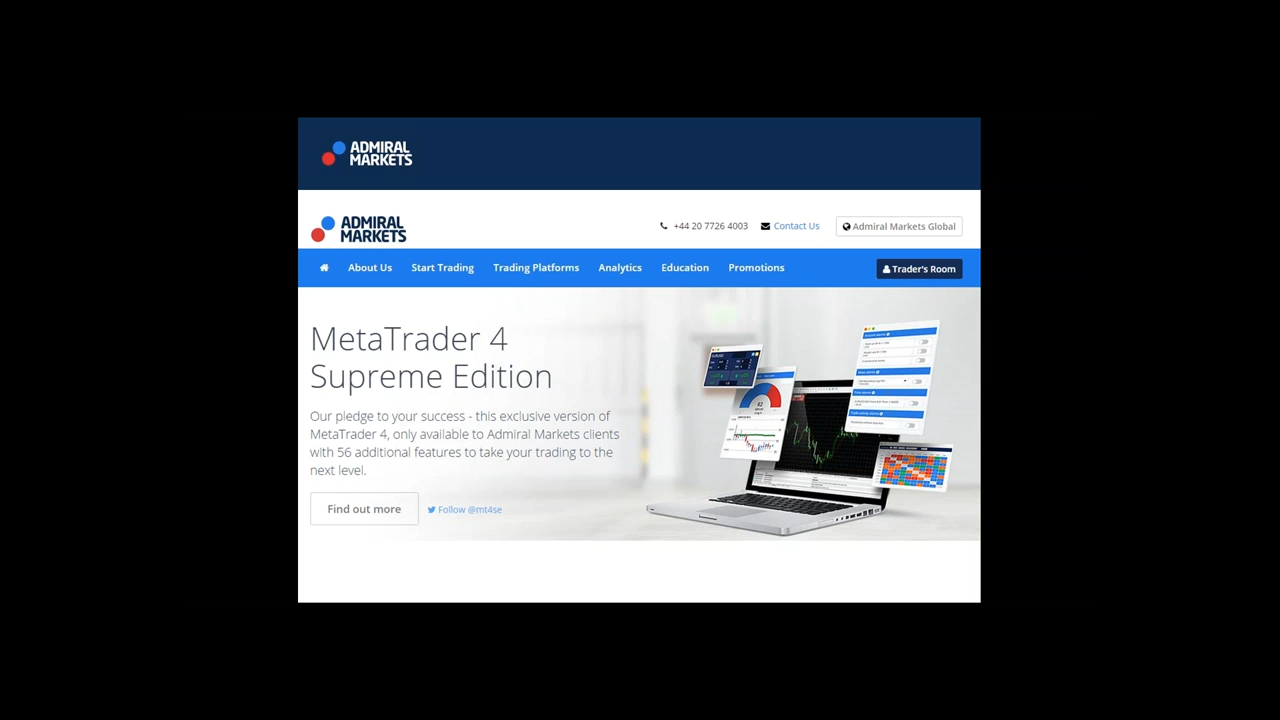 ADMIRAL
MARKETS
ADMIRAL
MARKETS
+44 20 7726 4003
Contact Us
Admiral Markets Global
About Us
Start Trading
Trading Platforms
Analytics
Education
Promotions
Trader's Room
MetaTrader 4
Supreme Edition
Our pledge to your success - this exclusive version of
MetaTrader 4, only available to Admiral Markets clients
with 56 additional features to take your trading to the
next level.
Find out more
Follow @mt4se